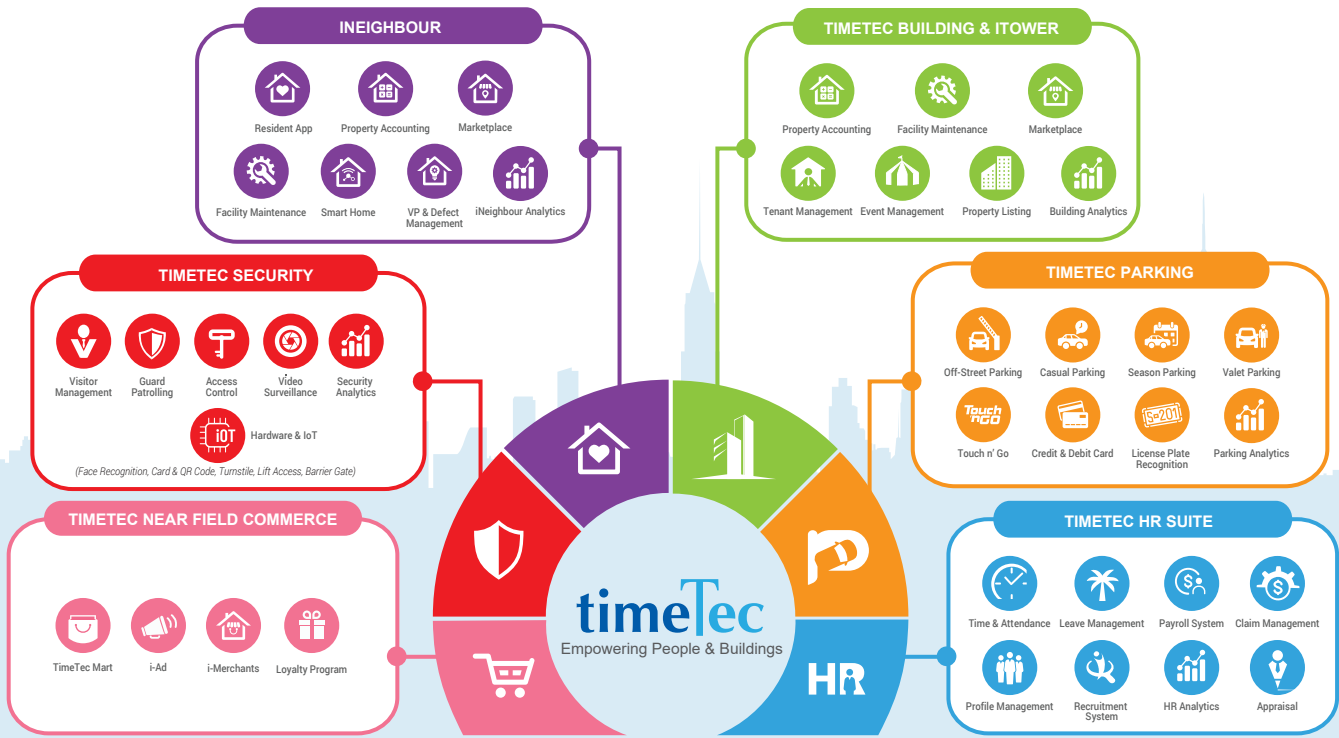 INEIGHBOUR
Resident App
Property Accounting
Marketplace
Facility Maintenance
Smart Home
VP & Defect
Management
iNeighbour Analytics
TIMETEC BUILDING & ITOWER
Property Accounting
Facility Maintenance
Marketplace
Tenant Management
Event Management
Property Listing
Building Analytics
TIMETEC SECURITY
Visitor
Management
Guard
Patrolling
Access
Control
Video
Surveillance
Security
Analytics
iOT
Hardware & IoT
(Face Recognition, Card & QR Code, Turnstile, Lift Access, Barrier Gate)
TIMETEC PARKING
Off-Street Parking
Casual Parking
Season Parking
Valet Parking
Touch
nGO
Touch n' Go
Credit & Debit Card
S-201
License Plate
Recognition
Parking Analytics
TIMETEC NEAR FIELD COMMERCE
TimeTec Mart
i-Ad
i-Merchants
Loyalty Program
TIMETEC HR SUITE
Time & Attendance
Leave Management
Payroll System
Claim Management
Profile Management
Recruitment
System
HR Analytics
Appraisal
timeTec
Empowering People & Buildings
HR